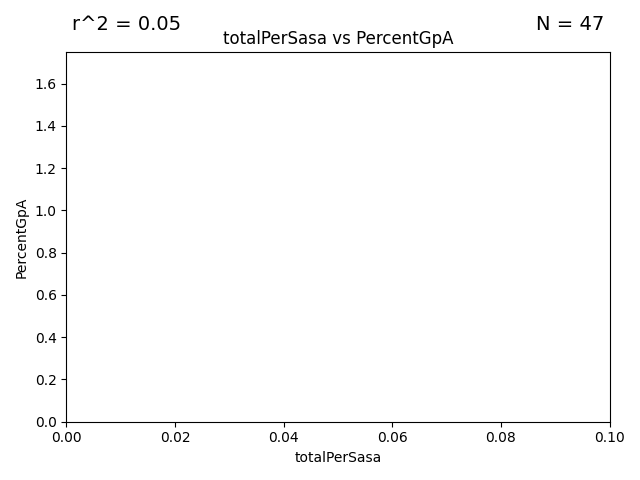 r^2 = 0.05
N = 47
totalPerSasa vs PercentGpA
PercentGpA
1.6
1.4
1.2
1.0
0.8
0.6
0.4
0.2
0.0
0.00 0.02 0.04 0.06 0.08 0.10
totalPerSasa